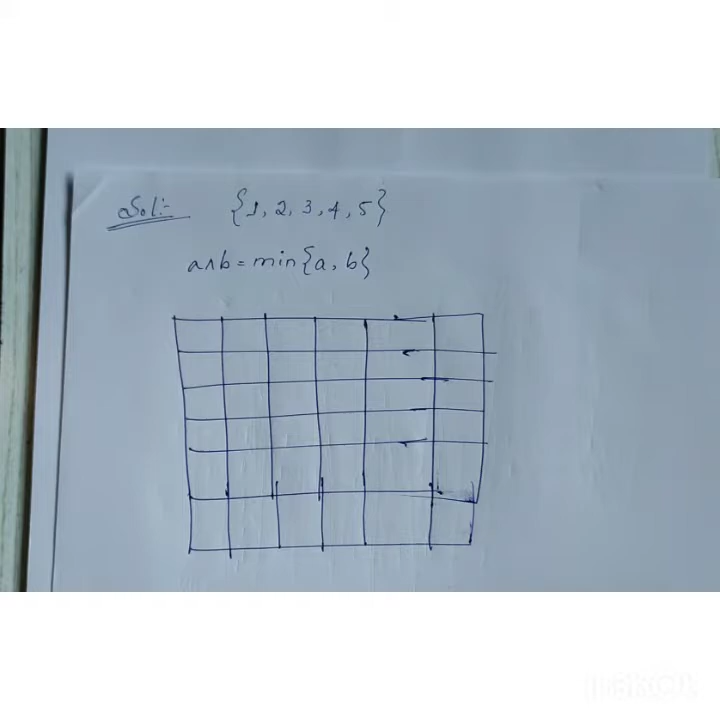 Sol:-
{1, 2, 3, 4, 5}
a∧b = min{a, b}